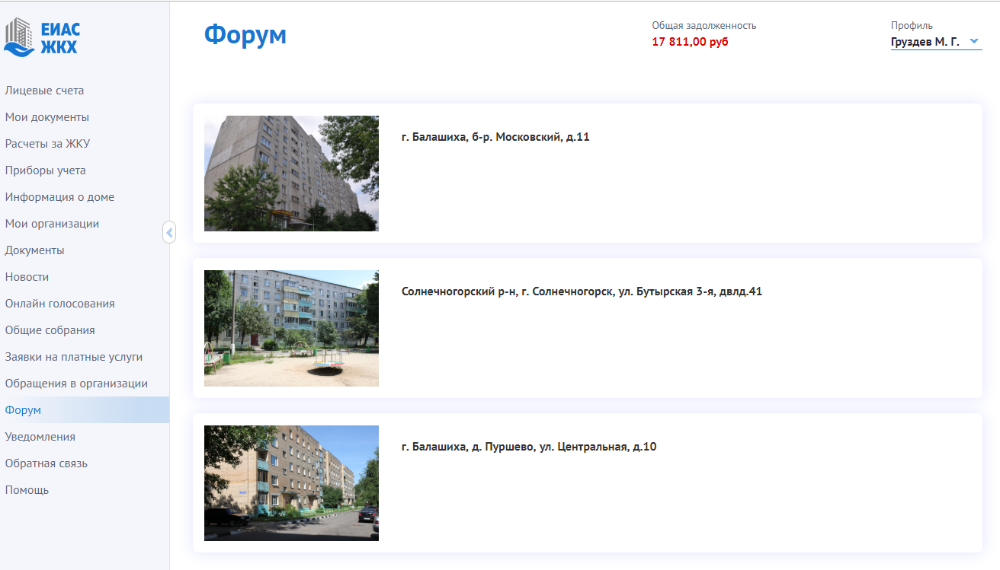 ЕИАС
ЖКХ
Форум
Общая задолженность
17 811,00 руб
Профиль
Груздев М. Г.
Лицевые счета
Мои документы
Расчеты за ЖКУ
Приборы учета
Информация о доме
Мои организации
Документы
Новости
Онлайн голосования
Общие собрания
Заявки на платные услуги
Обращения в организации
Форум
Уведомления
Обратная связь
Помощь
г. Балашиха, б-р. Московский, д.11
Солнечногорский р-н, г. Солнечногорск, ул. Бутырская 3-я, двлд.41
г. Балашиха, д. Пуршево, ул. Центральная, д.10